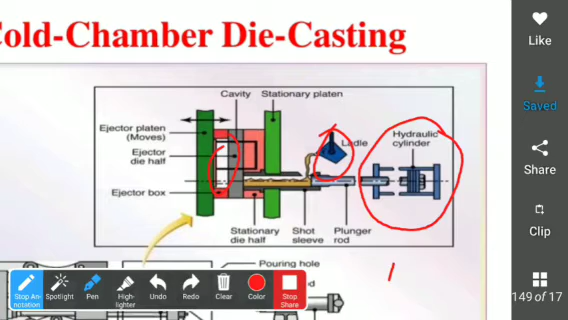 Cold-Chamber Die-Casting
Cavity
Stationary platen
Ejector platen
(Moves)
Ejector
die half
Ejector box
Ladle
Hydraulic
cylinder
Stationary
die half
Shot
sleeve
Plunger
rod
Pouring hole
Like
Saved
Share
Clip
149 of 17
Stop An-
notation
Spotlight
Pen
High-
lighter
Undo
Redo
Clear
Color
Stop
Share